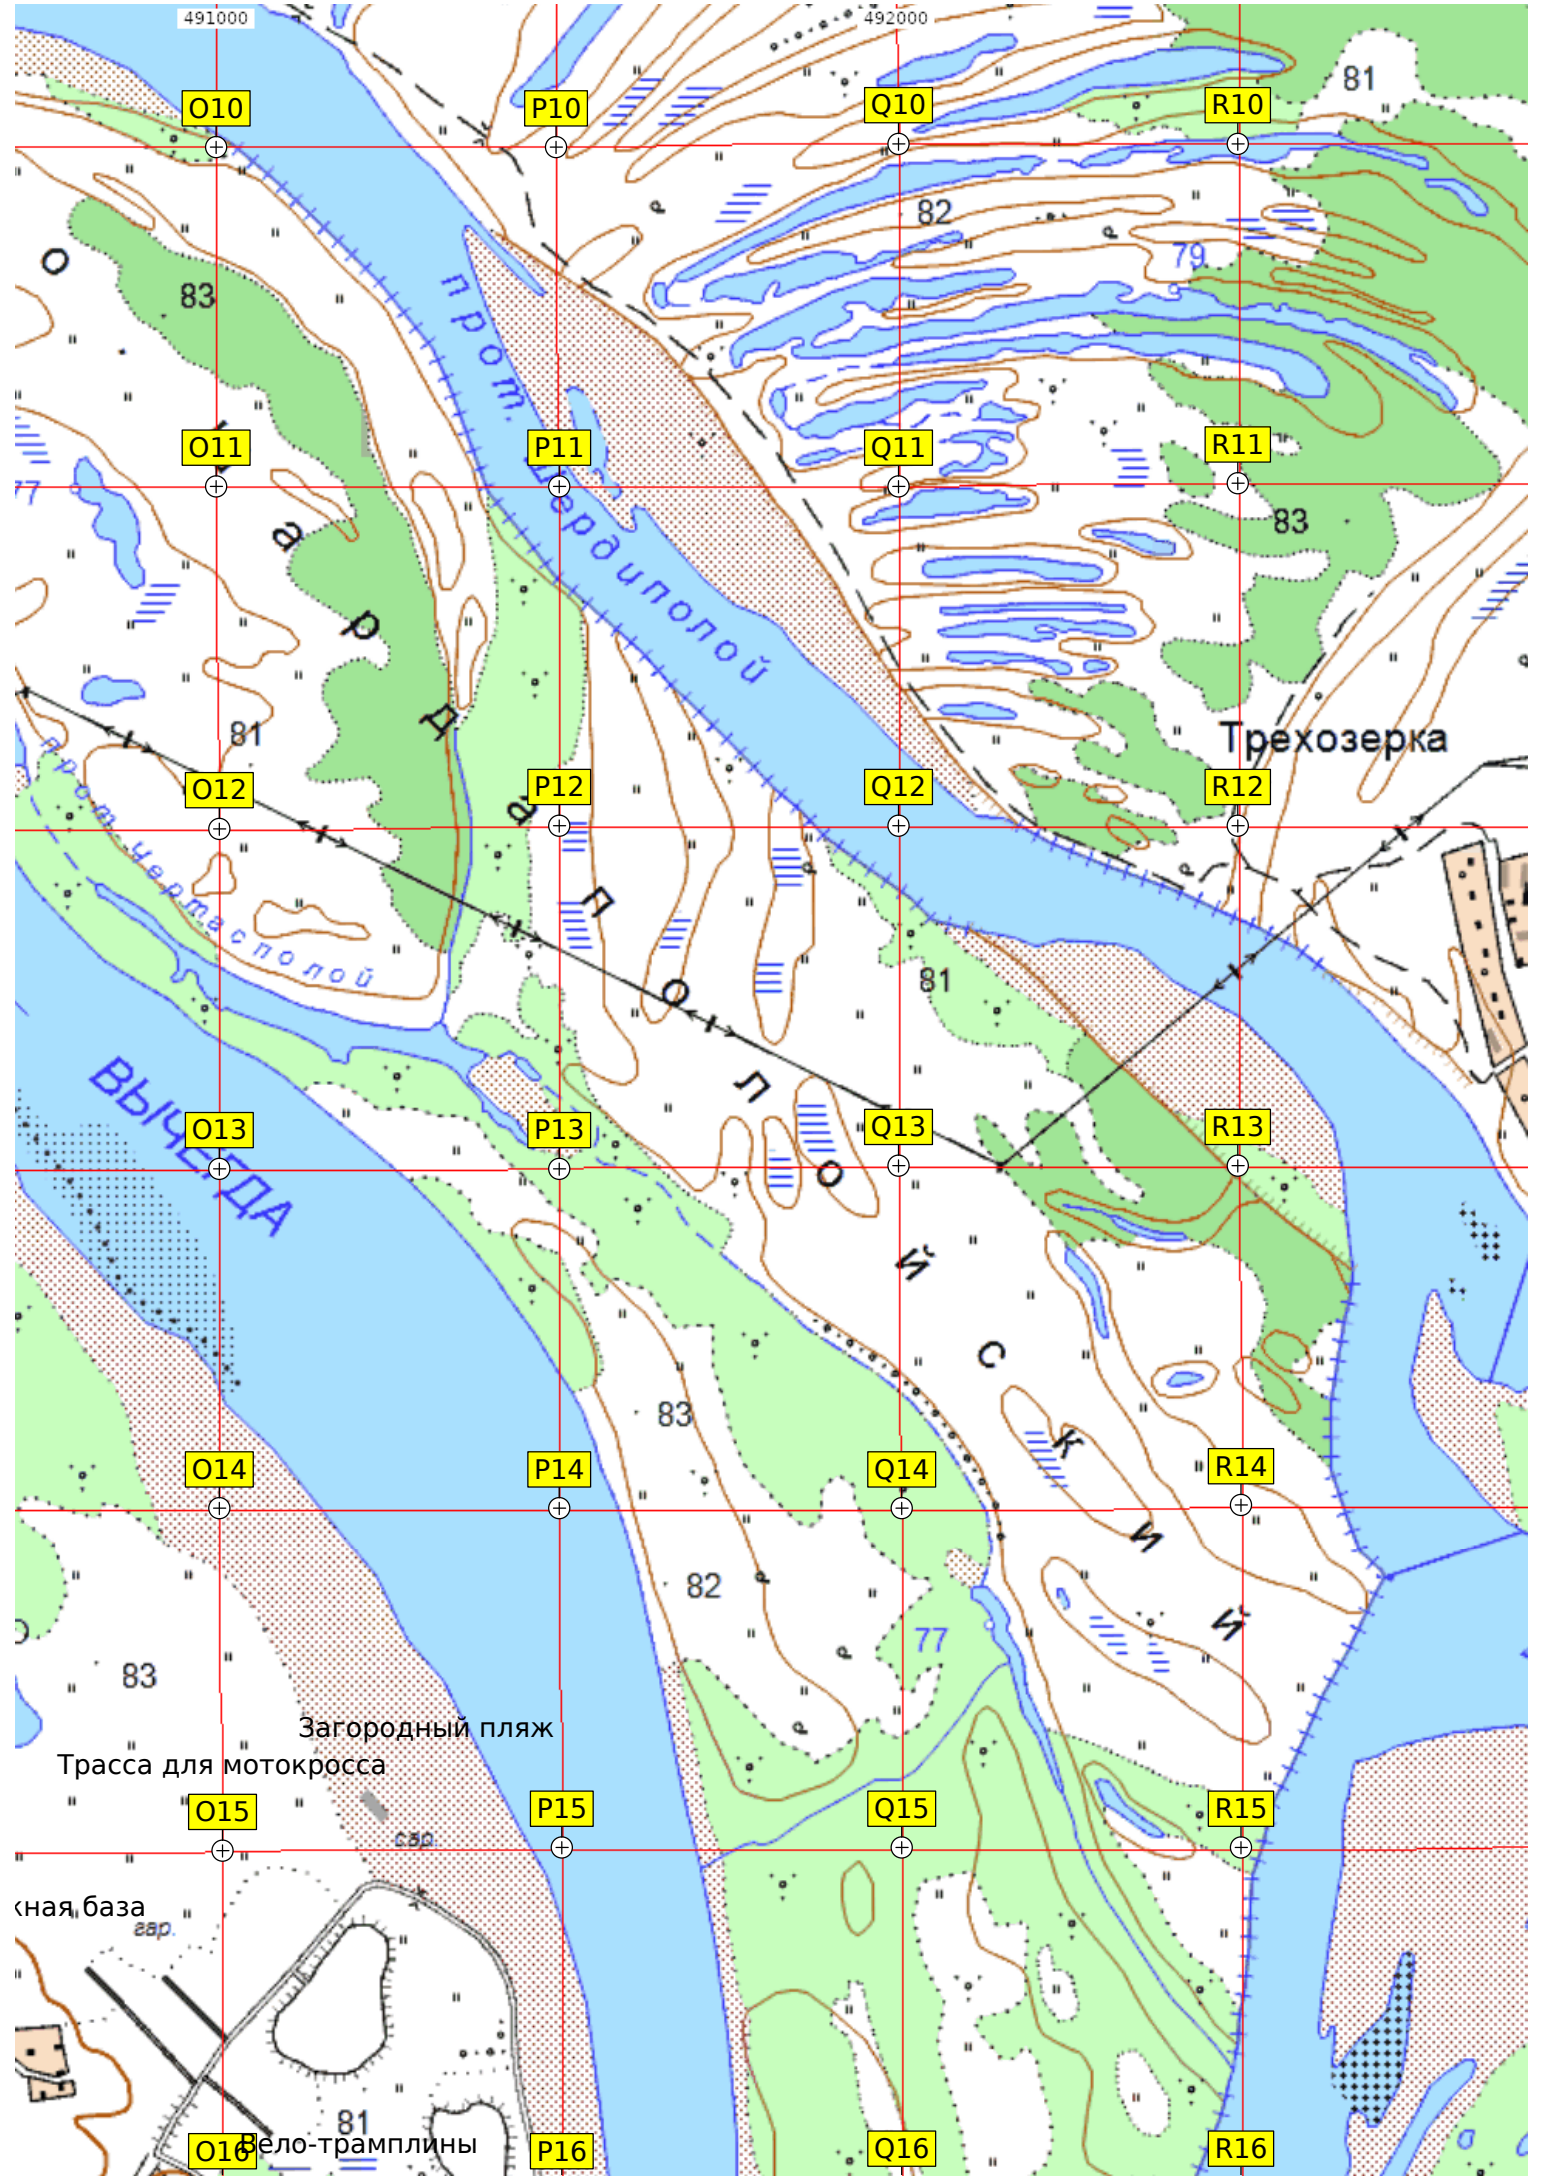 491000
492000
81
O10
P10
Q10
R10
82
79
О
83
прот. Шердиполой
O11
P11
Q11
R11
77
83
а
р
81
д
Трехозерка
O12
P12
Q12
R12
а
прот. Чертасполой
п
о
81
л
ВЫЧЕГДА
O13
P13
Q13
R13
о
й
с
83
к
O14
P14
Q14
R14
и
82
й
77
83
Загородный пляж
Трасса для мотокросса
O15
P15
Q15
R15
сар.
жная база
гар.
81
Вело-трамплины
O16
P16
Q16
R16